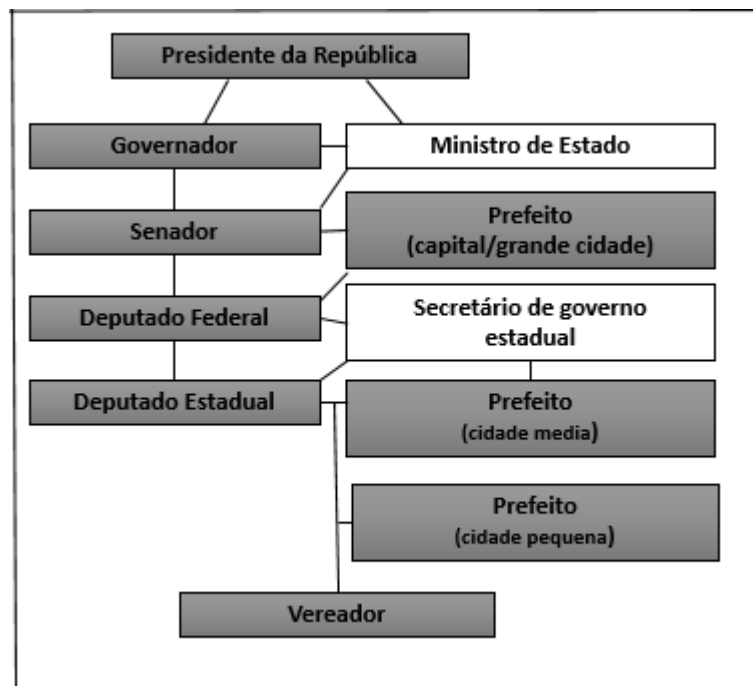 Presidente da República
Governador
Ministro de Estado
Senador
Prefeito
(capital/grande cidade)
Deputado Federal
Secretário de governo
estadual
Deputado Estadual
Prefeito
(cidade media)
Prefeito
(cidade pequena)
Vereador